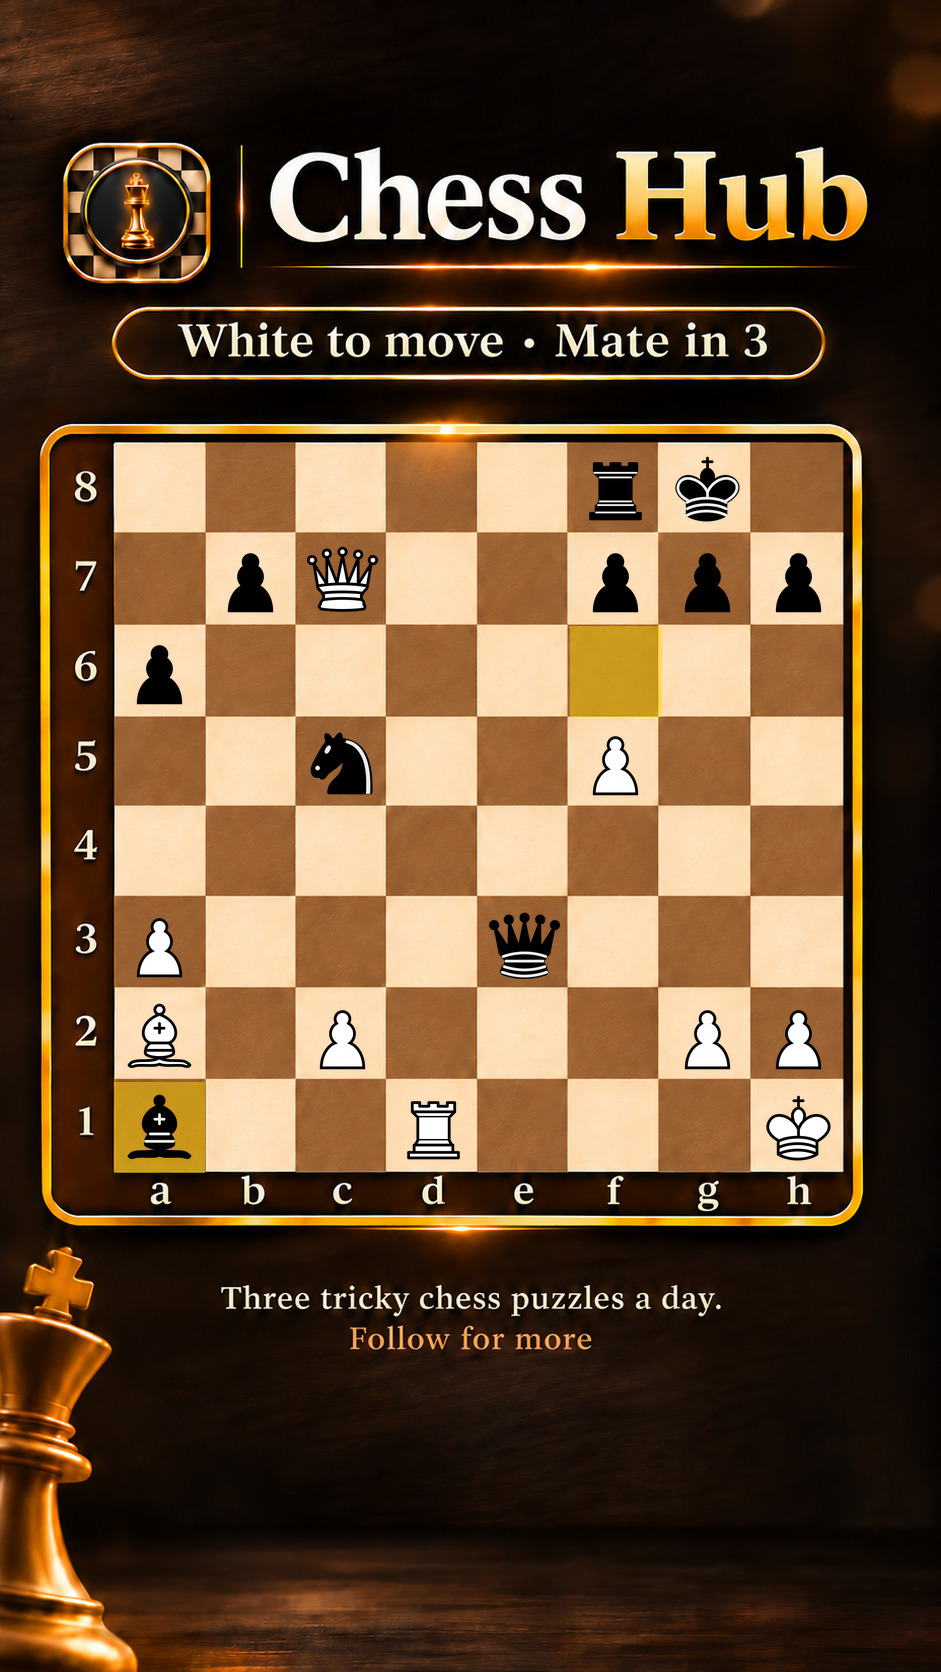 Chess Hub
White to move • Mate in 3
8
7
6
5
4
3
2
1
a b c d e f g h
Three tricky chess puzzles a day.
Follow for more